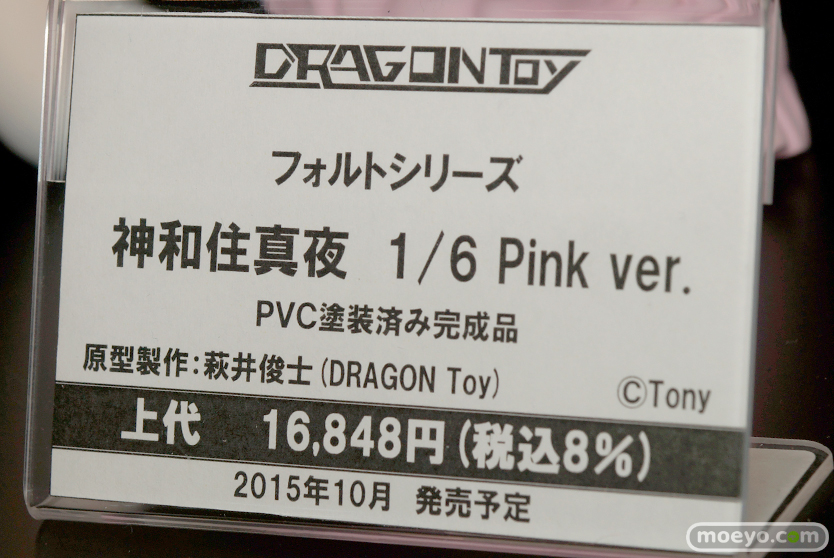 DRAGONToy
フォルトシリーズ
神和住真夜 1/6 Pink ver.
PVC塗装済み完成品
原型製作:萩井俊士(DRAGON Toy)
©Tony
上代 16,848円(税込8%)
2015年10月 発売予定
moeyo.com